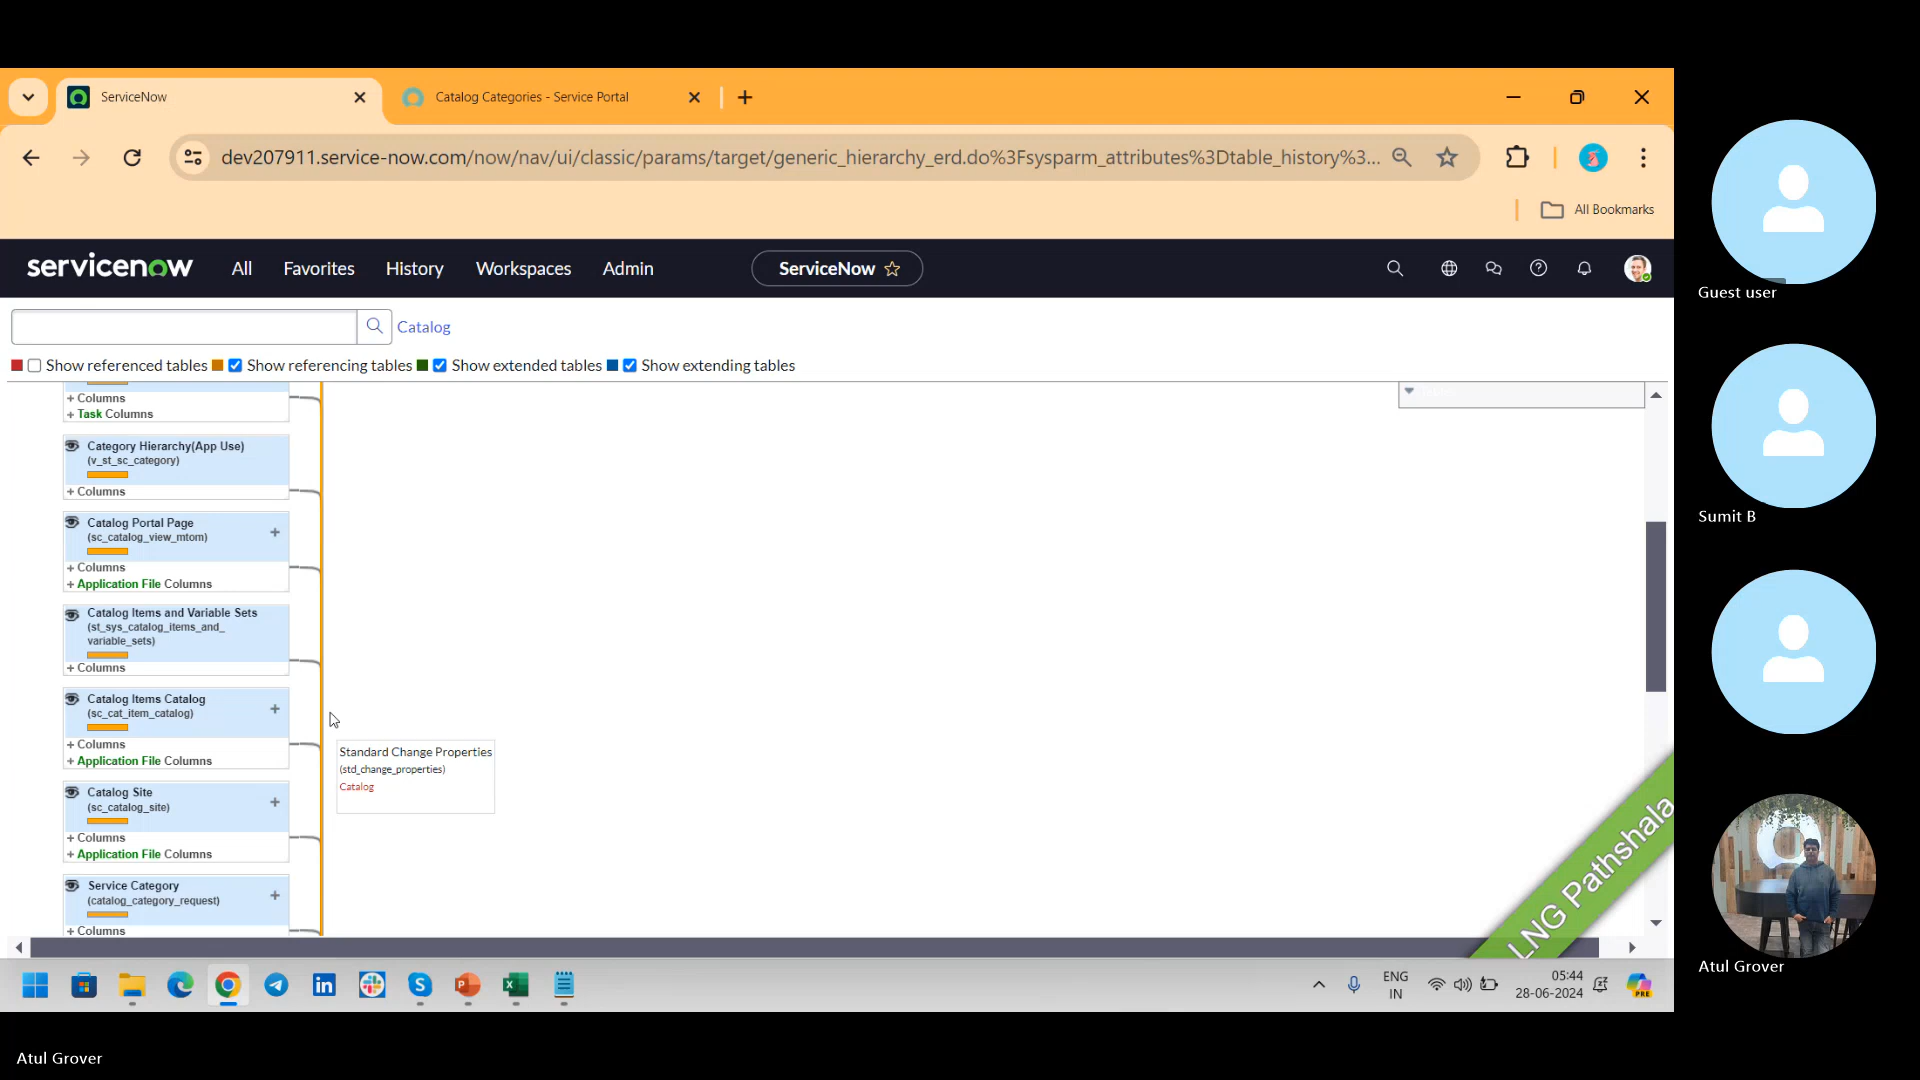 ServiceNow
Catalog Categories - Service Portal
dev207911.service-now.com/now/nav/ui/classic/params/target/generic_hierarchy_erd.do%3Fsysparm_attributes%3Dtable_history%3...
All Bookmarks
servicenow
All
Favorites
History
Workspaces
Admin
ServiceNow
Catalog
Show referenced tables
Show referencing tables
Show extended tables
Show extending tables
+ Columns
+ Task Columns
Category Hierarchy(App Use)
(v_st_sc_category)
+ Columns
Catalog Portal Page
(sc_catalog_view_mtom)
+
+ Columns
+ Application File Columns
Catalog Items and Variable Sets
(st_sys_catalog_items_and_
variable_sets)
+ Columns
Catalog Items Catalog
(sc_cat_item_catalog)
+
+ Columns
+ Application File Columns
Catalog Site
(sc_catalog_site)
+
+ Columns
+ Application File Columns
Service Category
(catalog_category_request)
+
+ Columns
Standard Change Properties
(std_change_properties)
Catalog
LNG Pathshala
ENG
IN
05:44
28-06-2024
PRE
Guest user
Sumit B
Atul Grover
Atul Grover